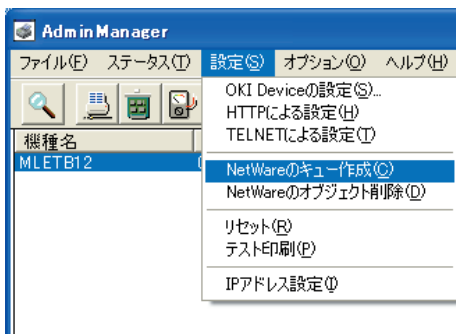 AdminManager
ファイル(F) ステータス(T) 設定(S) オプション(O) ヘルプ(H)
OKI Deviceの設定(S)...
HTTPによる設定(H)
TELNETによる設定(T)
NetWareのキュー作成(C)
NetWareのオブジェクト削除(D)
リセット(R)
テスト印刷(P)
IPアドレス設定(I)
機種名
MLETB12